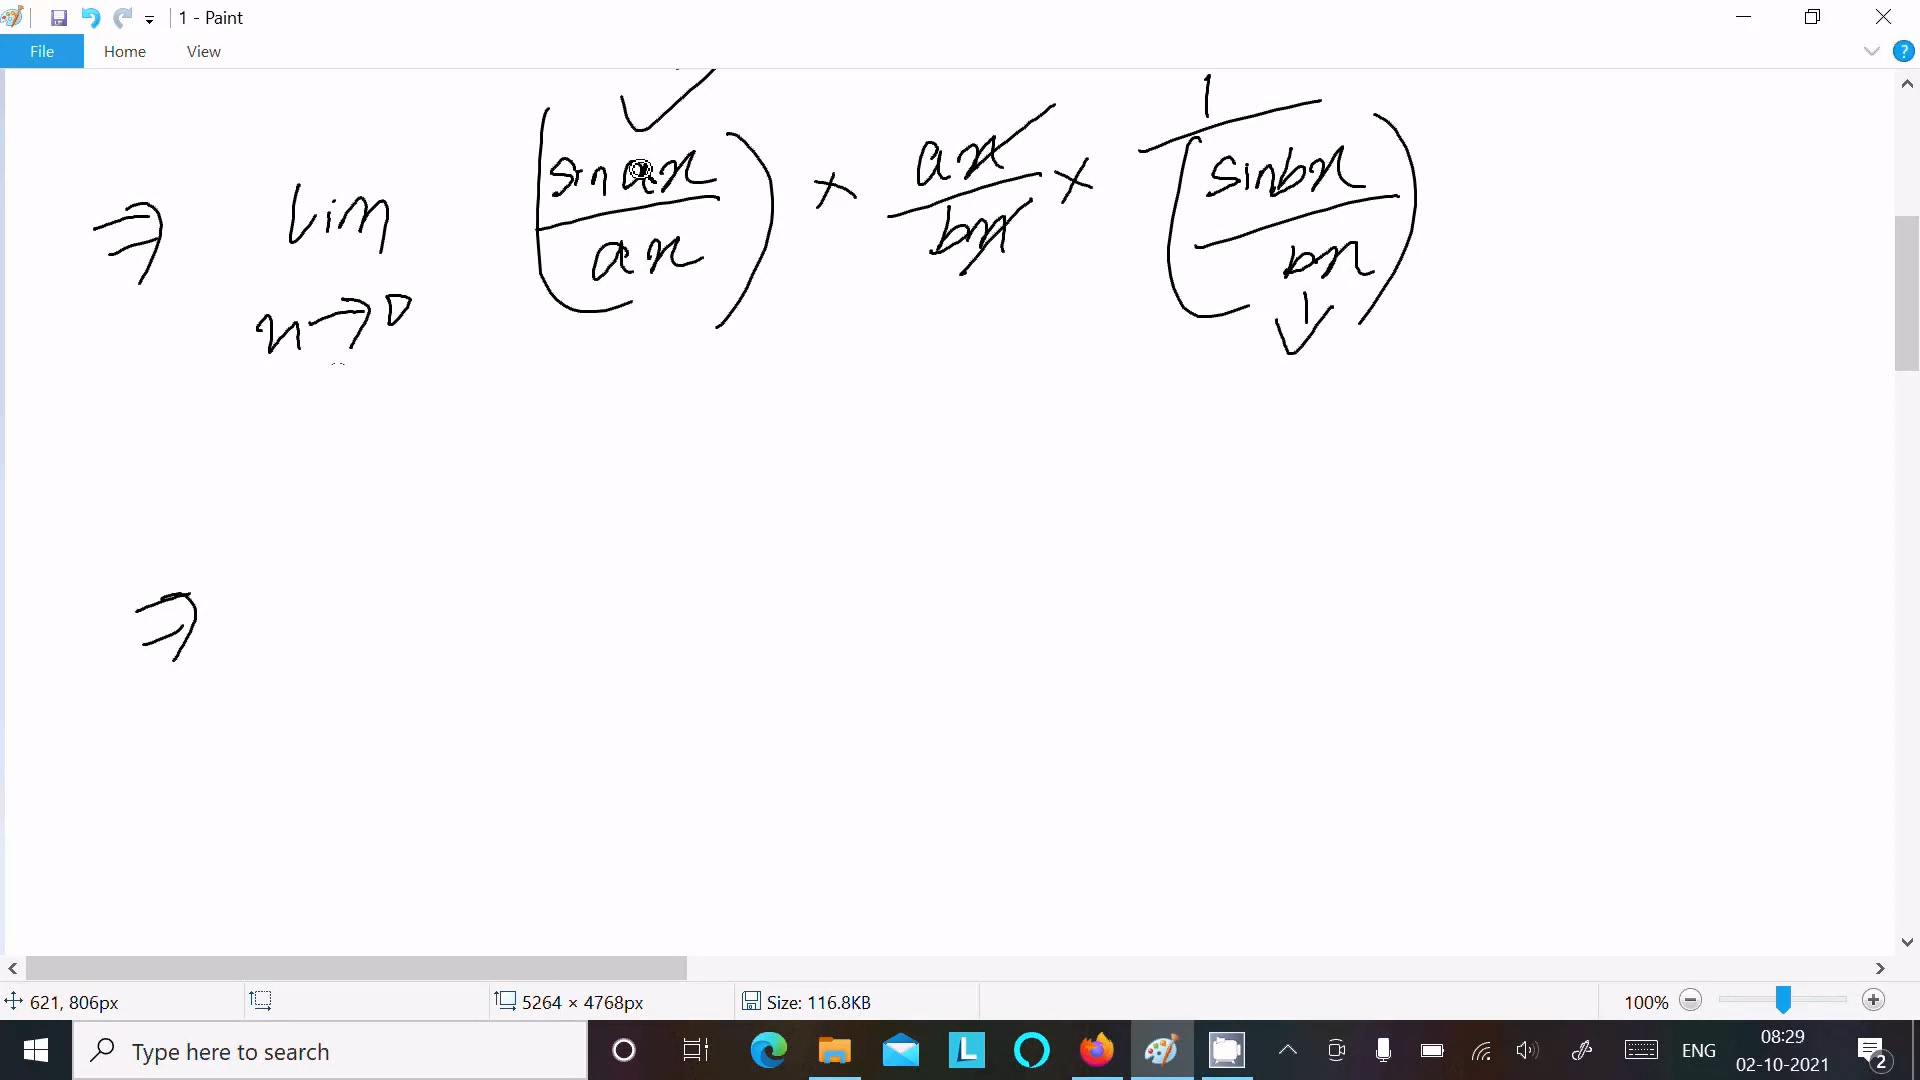 1 - Paint
File Home View
⇒ Lim x→0 (sin ax / ax) × ax / bx × 1 / (sin bx / bx)
⇒
621, 806px 5264 × 4768px Size: 116.8KB 100%
Type here to search
L
ENG
08:29
02-10-2021
2